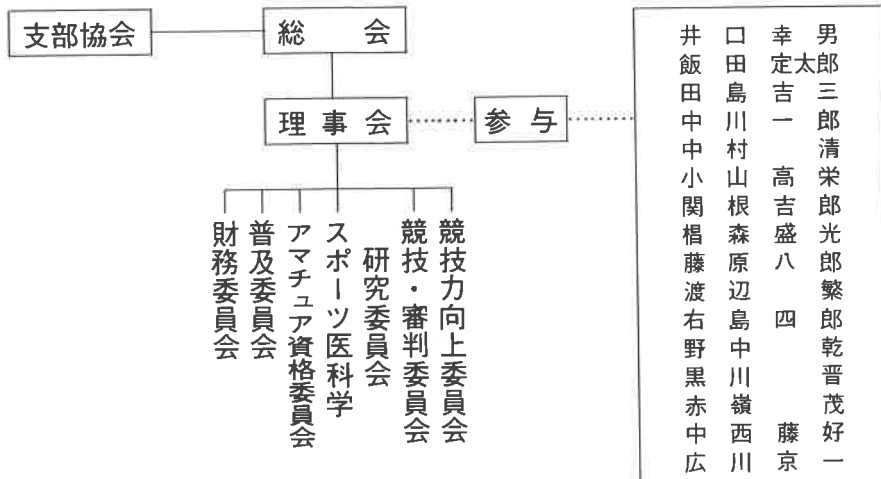 支部協会
総会
理事会
参与
競技力向上委員会
競技・審判委員会
スポーツ医科学
研究委員会
アマチュア資格委員会
普及委員会
財務委員会
井口幸男
飯田定太郎
田島吉三
中川一郎
中村清
小山高栄
関根吉郎
椙森盛光
藤原八郎
渡辺繁
右島四郎
野中乾
黒川晋
赤嶺茂
中西藤好
広川京一